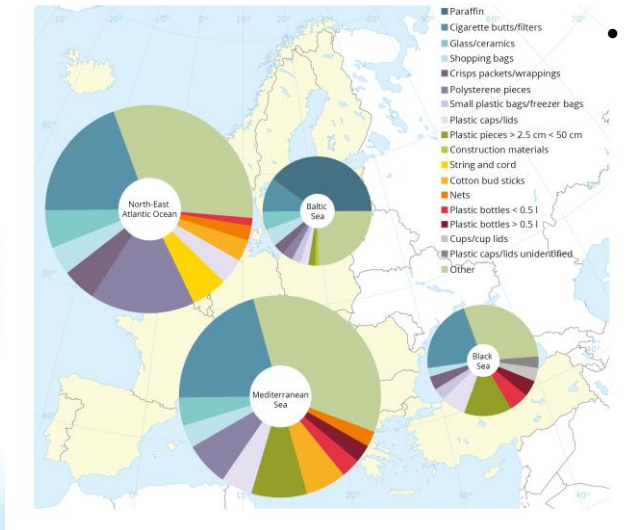 Paraffin
Cigarette butts/filters
Glass/ceramics
Shopping bags
Crisps packets/wrappings
Polysterene pieces
Small plastic bags/freezer bags
Plastic caps/lids
Plastic pieces > 2.5 cm < 50 cm
Construction materials
String and cord
Cotton bud sticks
Nets
Plastic bottles < 0.5 l
Plastic bottles > 0.5 l
Cups/cup lids
Plastic caps/lids unidentified
Other
North-East
Atlantic Ocean
Baltic
Sea
Mediterranean
Sea
Black
Sea